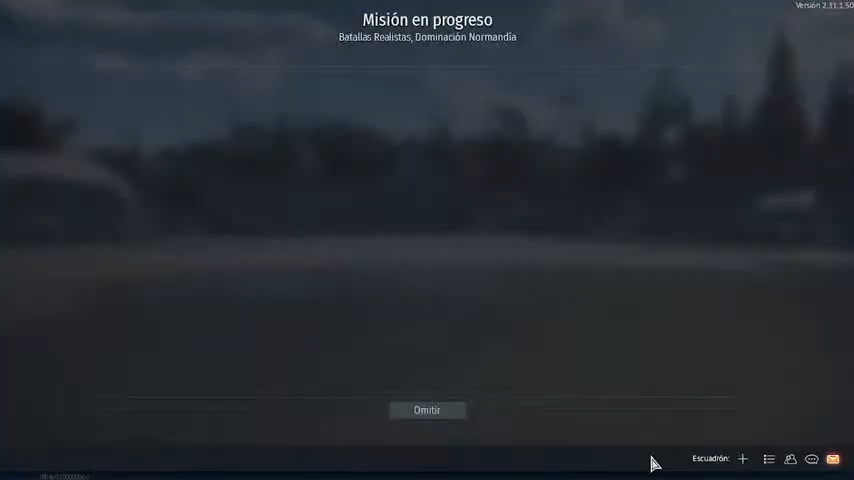 Versión 2.31.1.50
Misión en progreso
Batallas Realistas, Dominación Normandía
Omitir
Escuadrón: